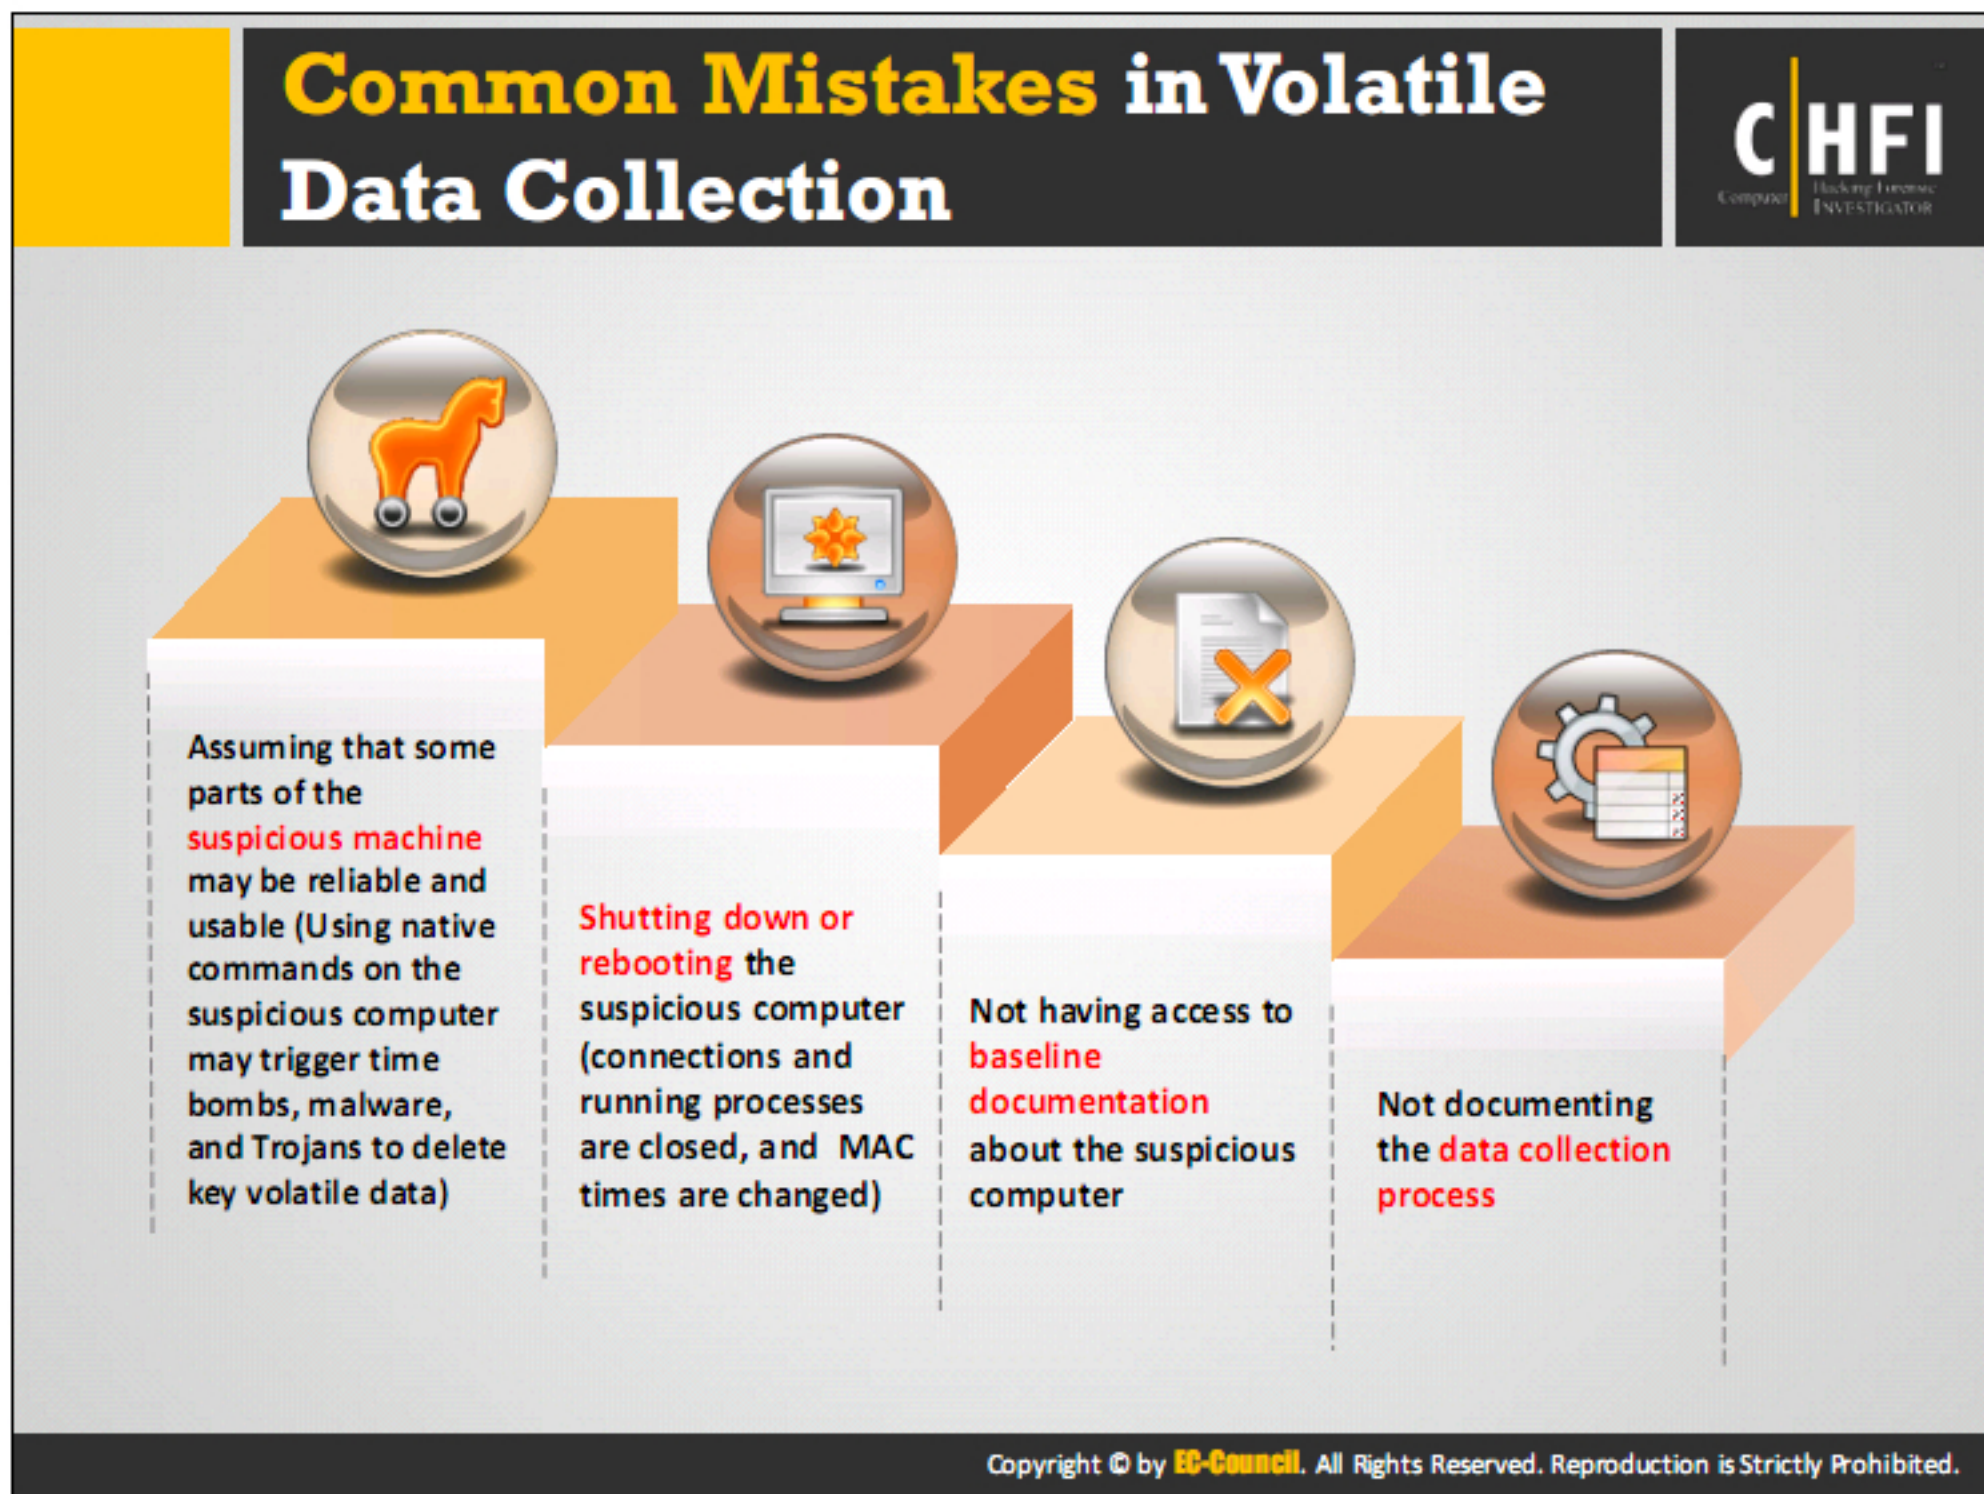 Common Mistakes in Volatile
Data Collection
C HFI
Computer
Hacking Forensic
INVESTIGATOR
Assuming that some
parts of the
suspicious machine
may be reliable and
usable (Using native
commands on the
suspicious computer
may trigger time
bombs, malware,
and Trojans to delete
key volatile data)
Shutting down or
rebooting the
suspicious computer
(connections and
running processes
are closed, and MAC
times are changed)
Not having access to
baseline
documentation
about the suspicious
computer
Not documenting
the data collection
process
Copyright © by EC-Council. All Rights Reserved. Reproduction is Strictly Prohibited.